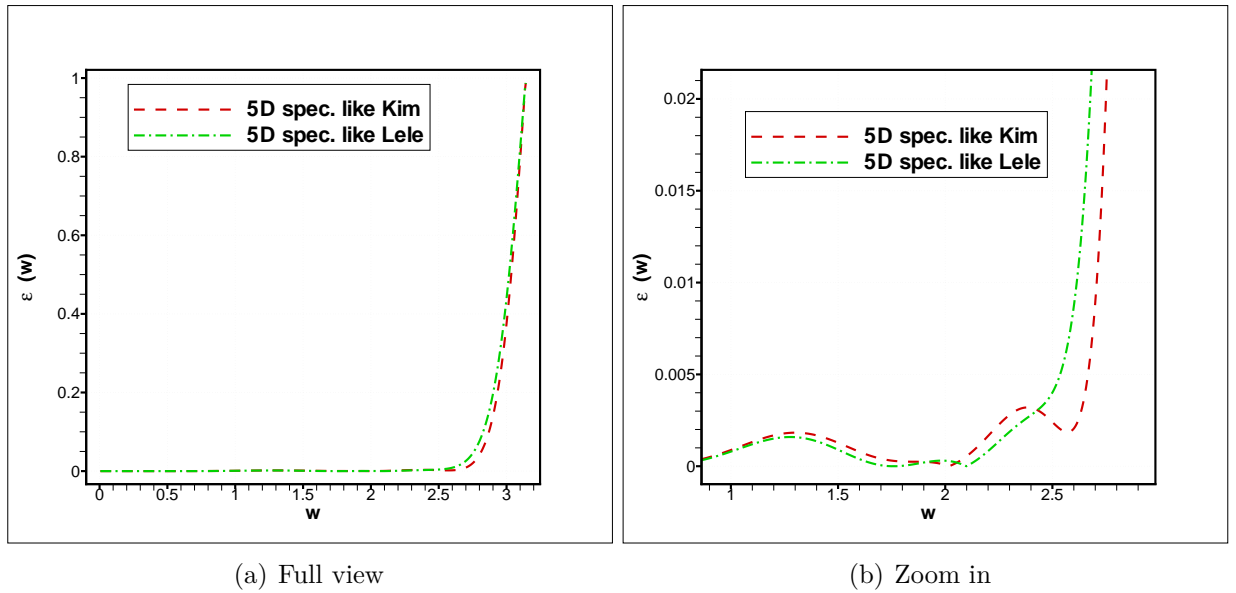 5D spec. like Kim
5D spec. like Lele
ε (w)
1
0.8
0.6
0.4
0.2
0
0
0.5
1
1.5
2
2.5
3
w
(a) Full view
5D spec. like Kim
5D spec. like Lele
ε (w)
0.02
0.015
0.01
0.005
0
1
1.5
2
2.5
w
(b) Zoom in